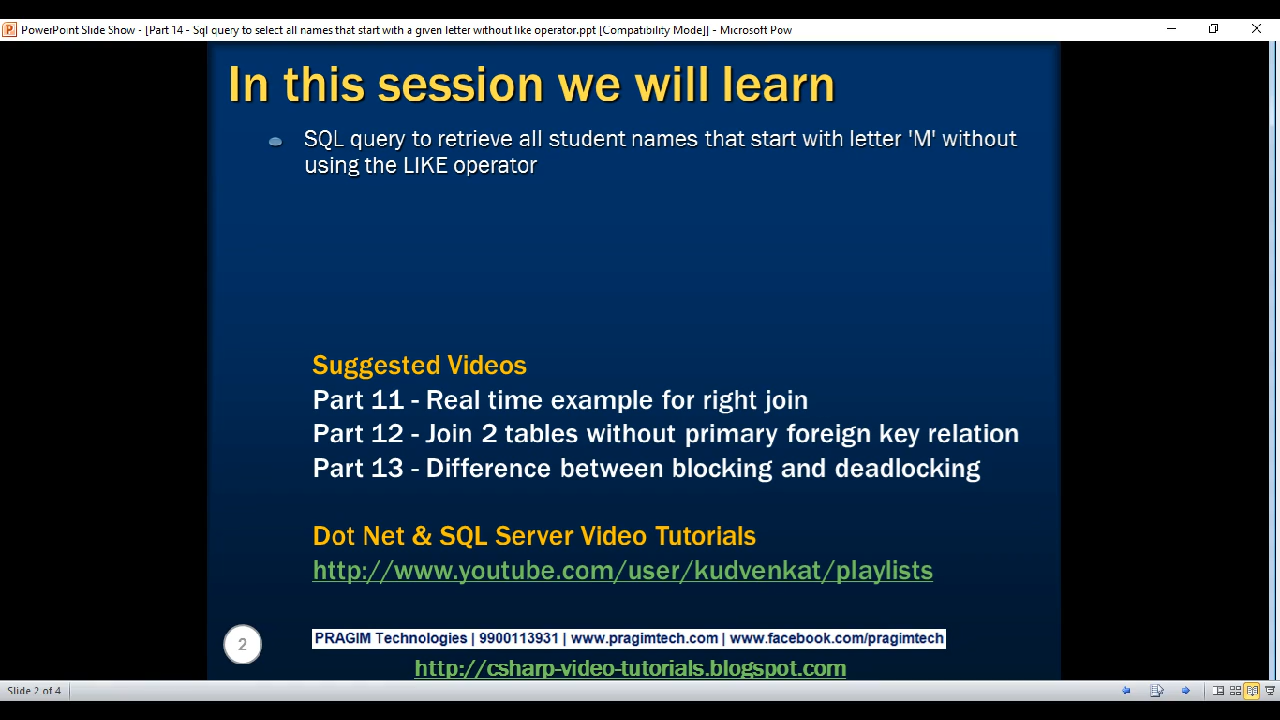 PowerPoint Slide Show - [Part 14 - Sql query to select all names that start with a given letter without like operator.ppt [Compatibility Mode]] - Microsoft Pow
In this session we will learn
SQL query to retrieve all student names that start with letter 'M' without
using the LIKE operator
Suggested Videos
Part 11 - Real time example for right join
Part 12 - Join 2 tables without primary foreign key relation
Part 13 - Difference between blocking and deadlocking
Dot Net & SQL Server Video Tutorials
http://www.youtube.com/user/kudvenkat/playlists
2
PRAGIM Technologies | 9900113931 | www.pragimtech.com | www.facebook.com/pragimtech
http://csharp-video-tutorials.blogspot.com
Slide 2 of 4